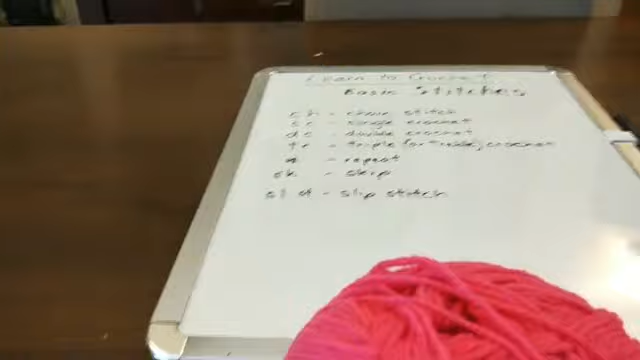 Learn to Crochet
Basic Stitches
ch - chain stitch
sc - single crochet
dc - double crochet
tr - triple (or treble) crochet
* - repeat
sk - skip
sl st - slip stitch